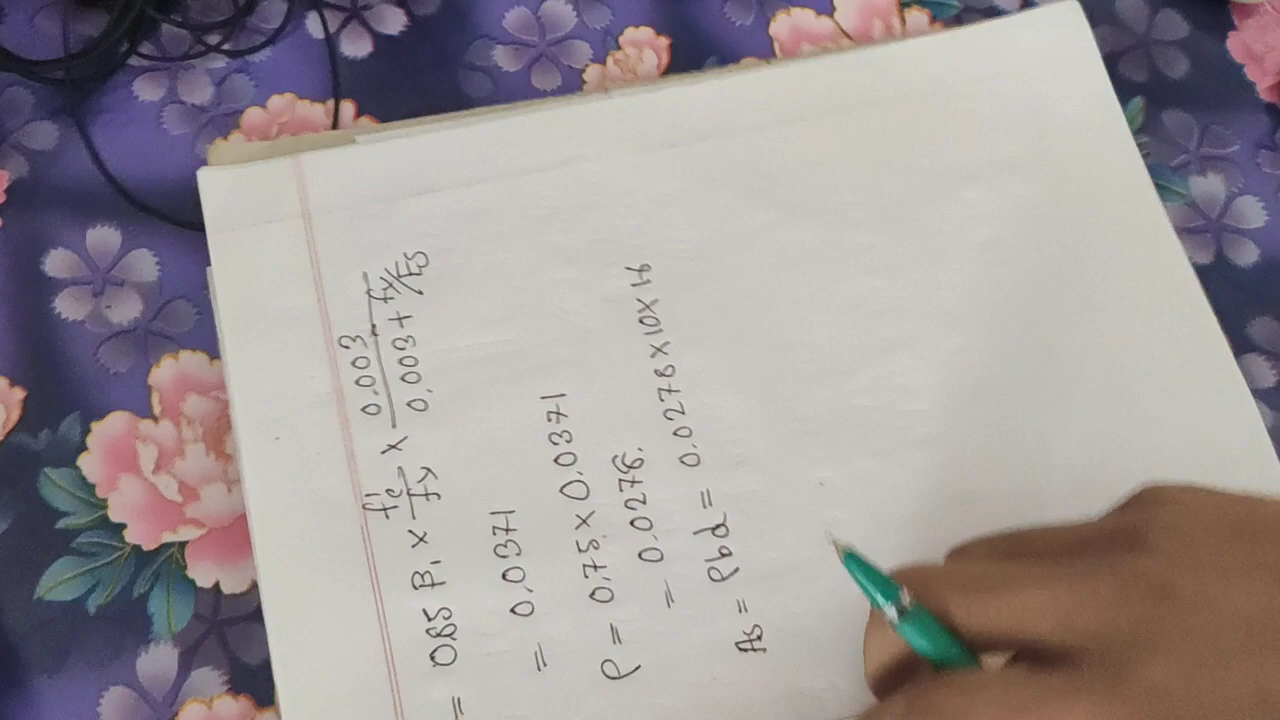 = 0.85 β₁ × f'c/fy × 0.003/(0.003 + fy/Es)
= 0.0371
ρ = 0.75 × 0.0371
= 0.0278.
As = ρbd = 0.0278 × 10 × 16